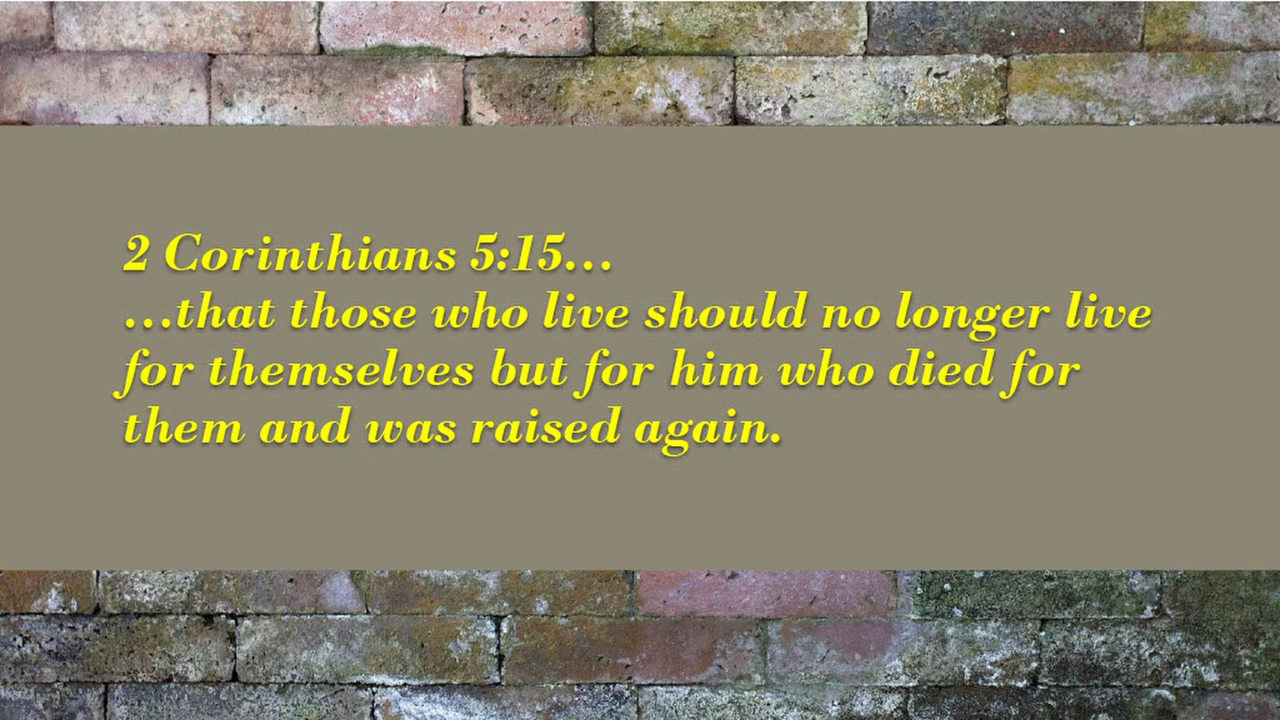 2 Corinthians 5:15...
...that those who live should no longer live
for themselves but for him who died for
them and was raised again.